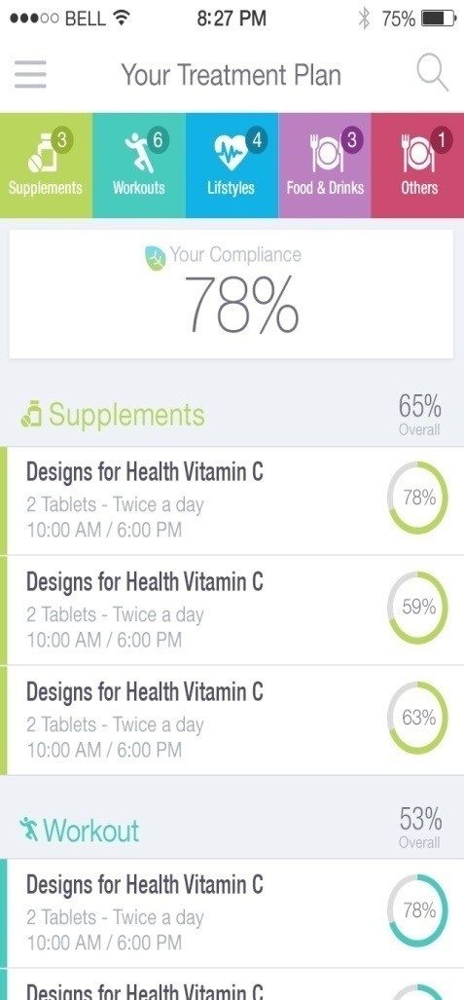 BELL 8:27 PM 75%
Your Treatment Plan
3 6 4 3 1
Supplements Workouts Lifstyles Food & Drinks Others
Your Compliance
78%
Supplements 65%
Overall
Designs for Health Vitamin C
2 Tablets - Twice a day
10:00 AM / 6:00 PM
78%
Designs for Health Vitamin C
2 Tablets - Twice a day
10:00 AM / 6:00 PM
59%
Designs for Health Vitamin C
2 Tablets - Twice a day
10:00 AM / 6:00 PM
63%
Workout 53%
Overall
Designs for Health Vitamin C
2 Tablets - Twice a day
10:00 AM / 6:00 PM
78%
Designs for Health Vitamin C